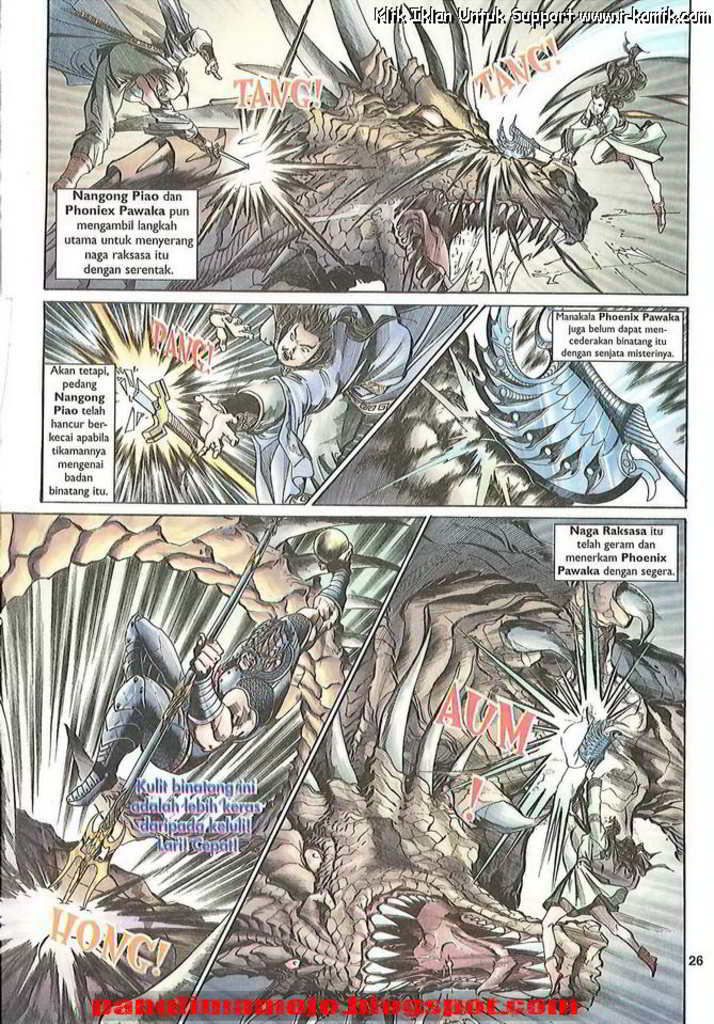 Klik Iklan Untuk Support www.r-komik.com
TANG!
TANG!
Nangong Piao dan
Phoniex Pawaka pun
mengambil langkah
utama untuk menyerang
naga raksasa itu
dengan serentak.
PANG!
Akan tetapi,
pedang
Nangong
Piao telah
hancur ber-
kecai apabila
tikamannya
mengenai
badan
binatang itu.
Manakala Phoenix Pawaka
juga belum dapat men-
cederakan binatang itu
dengan senjata misterinya.
Kulit binatang ini
adalah lebih keras
daripada keluli!
Lari! Cepat!
HONG!
Naga Raksasa itu
telah geram dan
menerkam Phoenix
Pawaka dengan segera.
AUM
!
26
panglimamejo.blogspot.com